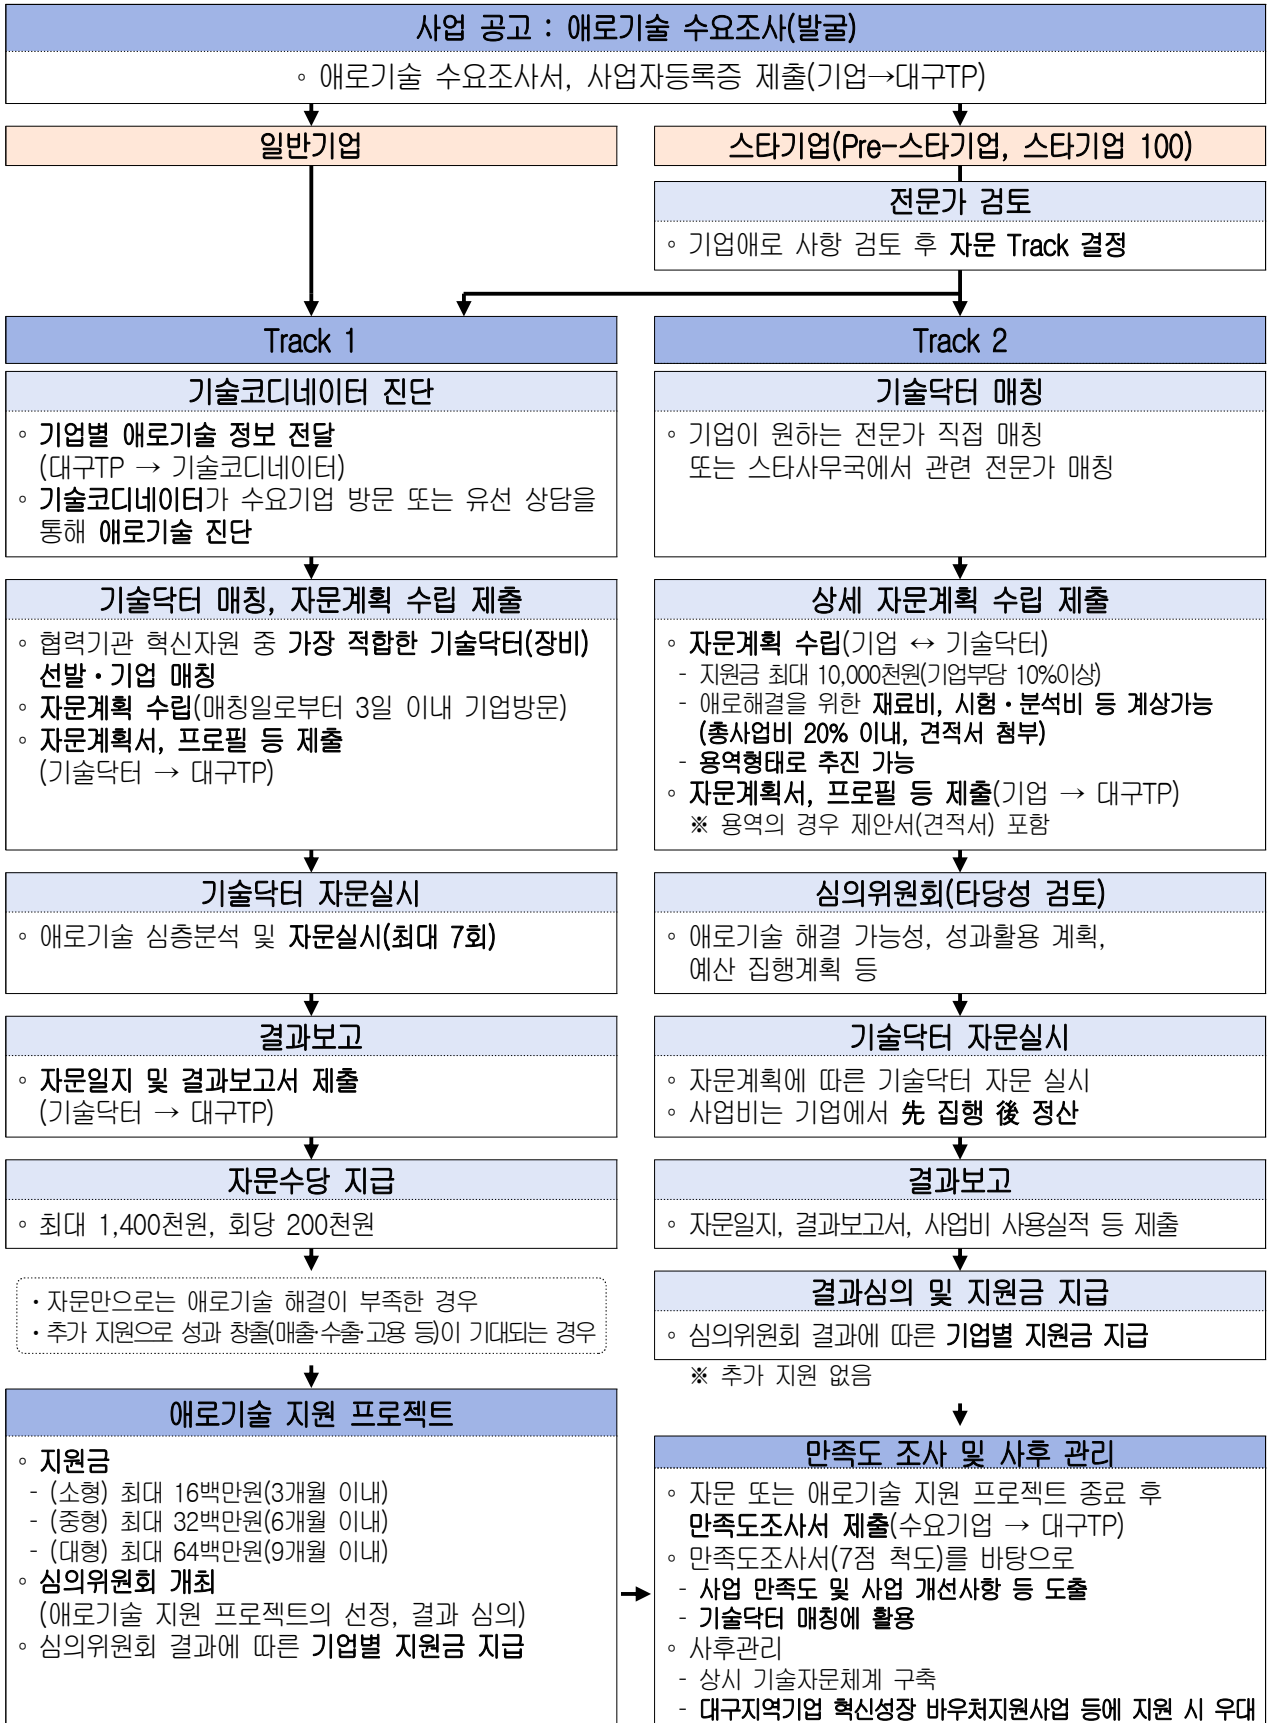 사업 공고 : 애로기술 수요조사(발굴)
◦ 애로기술 수요조사서, 사업자등록증 제출(기업→대구TP)
일반기업
스타기업(Pre-스타기업, 스타기업 100)
전문가 검토
◦ 기업애로 사항 검토 후 자문 Track 결정
Track 1
기술코디네이터 진단
◦ 기업별 애로기술 정보 전달
(대구TP → 기술코디네이터)
◦ 기술코디네이터가 수요기업 방문 또는 유선 상담을
통해 애로기술 진단
기술닥터 매칭, 자문계획 수립 제출
◦ 협력기관 혁신자원 중 가장 적합한 기술닥터(장비)
선발・기업 매칭
◦ 자문계획 수립(매칭일로부터 3일 이내 기업방문)
◦ 자문계획서, 프로필 등 제출
(기술닥터 → 대구TP)
기술닥터 자문실시
◦ 애로기술 심층분석 및 자문실시(최대 7회)
결과보고
◦ 자문일지 및 결과보고서 제출
(기술닥터 → 대구TP)
자문수당 지급
◦ 최대 1,400천원, 회당 200천원
・자문만으로는 애로기술 해결이 부족한 경우
・추가 지원으로 성과 창출(매출·수출·고용 등)이 기대되는 경우
애로기술 지원 프로젝트
◦ 지원금
- (소형) 최대 16백만원(3개월 이내)
- (중형) 최대 32백만원(6개월 이내)
- (대형) 최대 64백만원(9개월 이내)
◦ 심의위원회 개최
(애로기술 지원 프로젝트의 선정, 결과 심의)
◦ 심의위원회 결과에 따른 기업별 지원금 지급
Track 2
기술닥터 매칭
◦ 기업이 원하는 전문가 직접 매칭
또는 스타사무국에서 관련 전문가 매칭
상세 자문계획 수립 제출
◦ 자문계획 수립(기업 ↔ 기술닥터)
- 지원금 최대 10,000천원(기업부담 10%이상)
- 애로해결을 위한 재료비, 시험・분석비 등 계상가능
(총사업비 20% 이내, 견적서 첨부)
- 용역형태로 추진 가능
◦ 자문계획서, 프로필 등 제출(기업 → 대구TP)
※ 용역의 경우 제안서(견적서) 포함
심의위원회(타당성 검토)
◦ 애로기술 해결 가능성, 성과활용 계획,
예산 집행계획 등
기술닥터 자문실시
◦ 자문계획에 따른 기술닥터 자문 실시
◦ 사업비는 기업에서 先 집행 後 정산
결과보고
◦ 자문일지, 결과보고서, 사업비 사용실적 등 제출
결과심의 및 지원금 지급
◦ 심의위원회 결과에 따른 기업별 지원금 지급
※ 추가 지원 없음
만족도 조사 및 사후 관리
◦ 자문 또는 애로기술 지원 프로젝트 종료 후
만족도조사서 제출(수요기업 → 대구TP)
◦ 만족도조사서(7점 척도)를 바탕으로
- 사업 만족도 및 사업 개선사항 등 도출
- 기술닥터 매칭에 활용
◦ 사후관리
- 상시 기술자문체계 구축
- 대구지역기업 혁신성장 바우처지원사업 등에 지원 시 우대